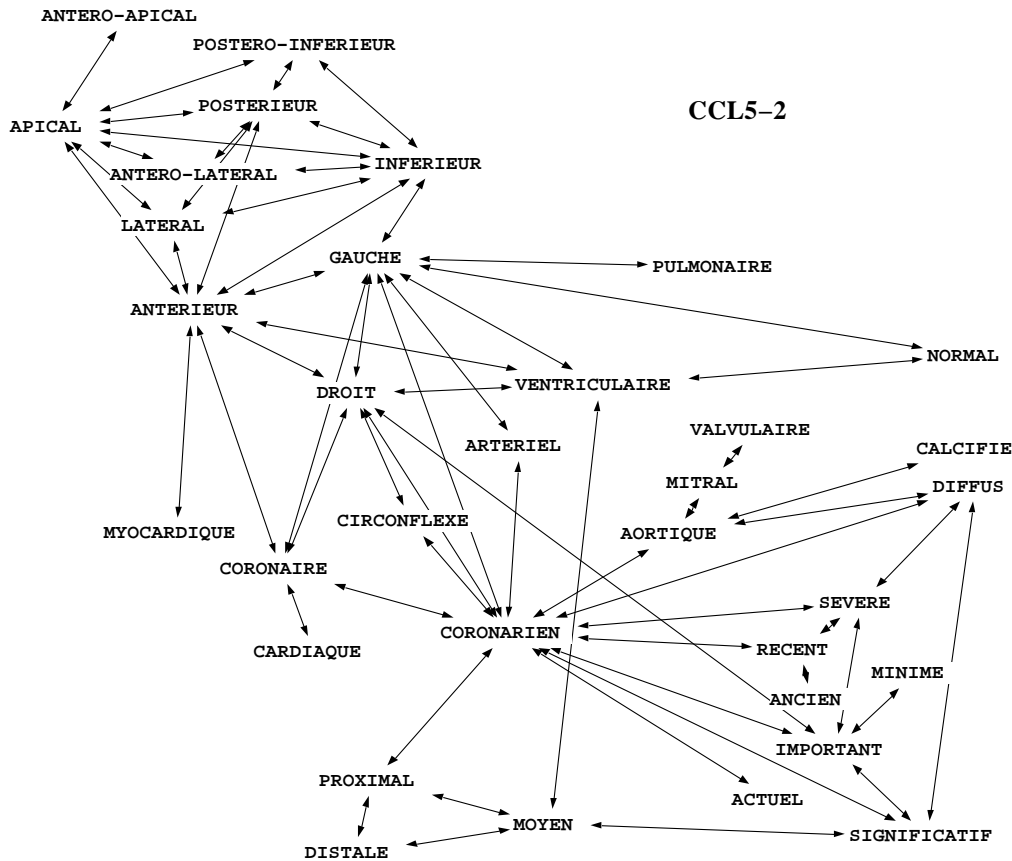 ANTERO-APICAL
POSTERO-INFERIEUR
POSTERIEUR
CCL5-2
APICAL
INFERIEUR
ANTERO-LATERAL
LATERAL
GAUCHE
PULMONAIRE
ANTERIEUR
NORMAL
VENTRICULAIRE
DROIT
VALVULAIRE
ARTERIEL
CALCIFIE
MITRAL
DIFFUS
CIRCONFLEXE
MYOCARDIQUE
AORTIQUE
CORONAIRE
SEVERE
CORONARIEN
CARDIAQUE
RECENT
MINIME
ANCIEN
IMPORTANT
PROXIMAL
ACTUEL
MOYEN
SIGNIFICATIF
DISTALE